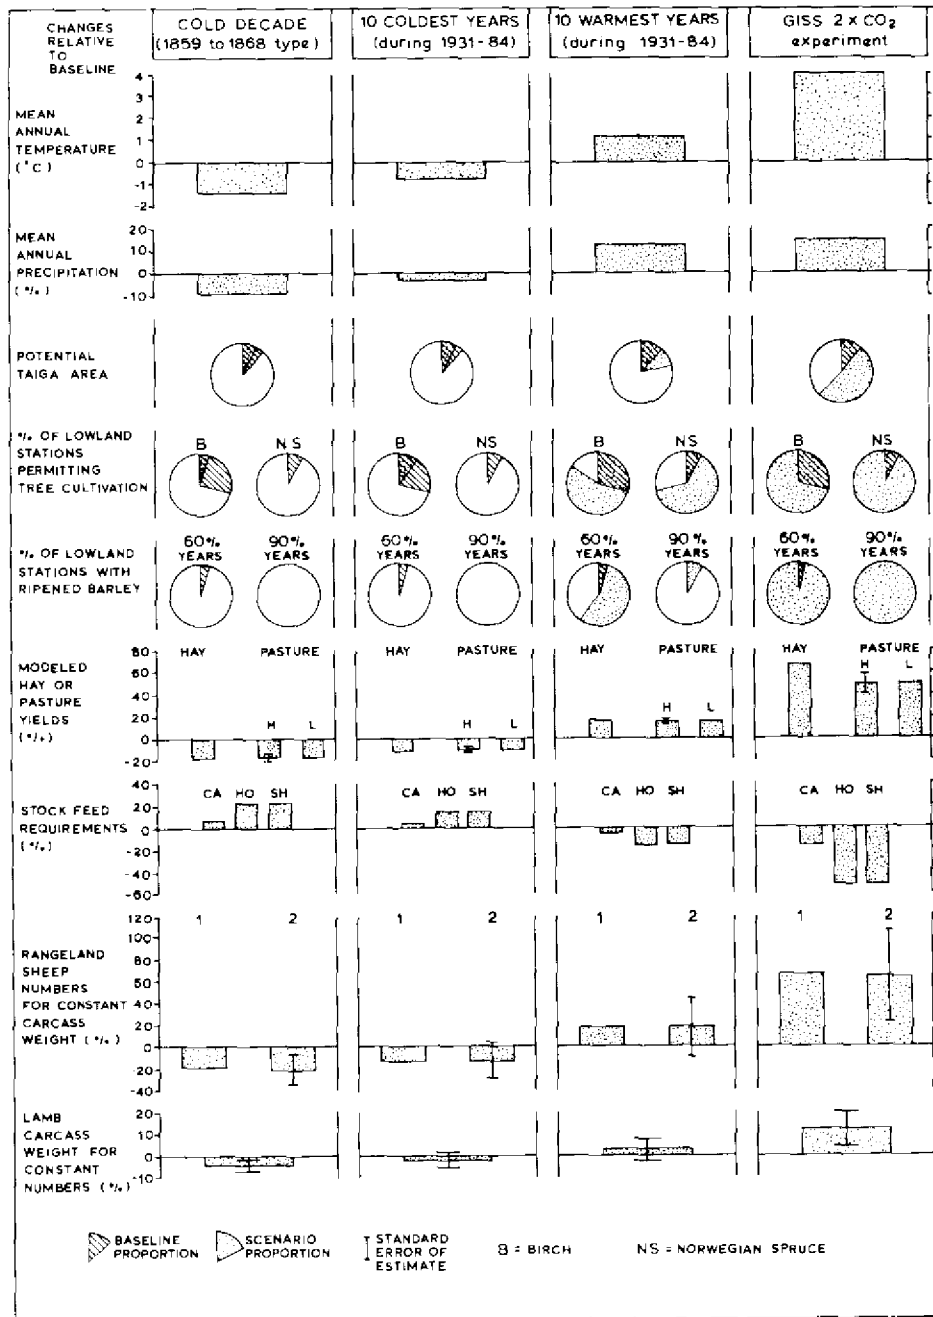 CHANGES
RELATIVE
TO
BASELINE
COLD DECADE
(1859 to 1868 type)
10 COLDEST YEARS
(during 1931-84)
10 WARMEST YEARS
(during 1931-84)
GISS 2 x CO₂
experiment
MEAN
ANNUAL
TEMPERATURE
(°C)
4
3
2
1
0
-1
-2
MEAN
ANNUAL
PRECIPITATION
(%)
20
10
0
-10
POTENTIAL
TAIGA AREA
% OF LOWLAND
STATIONS
PERMITTING
TREE CULTIVATION
B NS
B NS
B NS
B NS
% OF LOWLAND
STATIONS WITH
RIPENED BARLEY
60% YEARS 90% YEARS
60% YEARS 90% YEARS
60% YEARS 90% YEARS
60% YEARS 90% YEARS
MODELED
HAY OR
PASTURE
YIELDS
(%)
80
60
40
20
0
-20
HAY PASTURE
H L
HAY PASTURE
H L
HAY PASTURE
H L
HAY PASTURE
H L
STOCK FEED
REQUIREMENTS
(%)
40
20
0
-20
-40
-60
CA HO SH
CA HO SH
CA HO SH
CA HO SH
RANGELAND
SHEEP
NUMBERS
FOR CONSTANT
CARCASS
WEIGHT (%)
120
100
80
60
40
20
0
-20
-40
1 2
1 2
1 2
1 2
LAMB
CARCASS
WEIGHT FOR
CONSTANT
NUMBERS (%)
20
10
0
-10
BASELINE
PROPORTION
SCENARIO
PROPORTION
STANDARD
ERROR OF
ESTIMATE
B = BIRCH
NS = NORWEGIAN SPRUCE